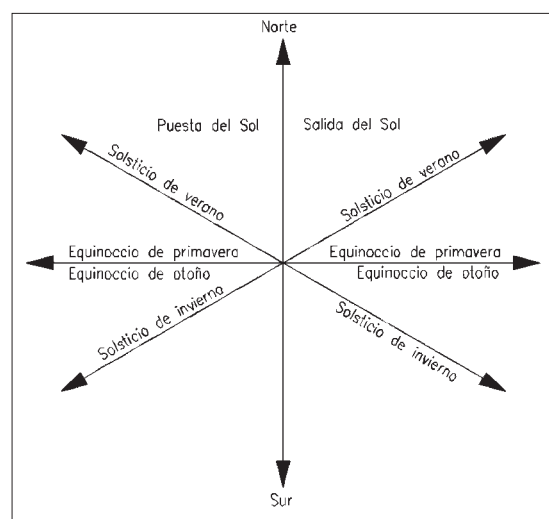 Norte
Puesta del Sol
Salida del Sol
Solsticio de verano
Solsticio de verano
Equinoccio de primavera
Equinoccio de otoño
Equinoccio de primavera
Equinoccio de otoño
Solsticio de invierno
Solsticio de invierno
Sur